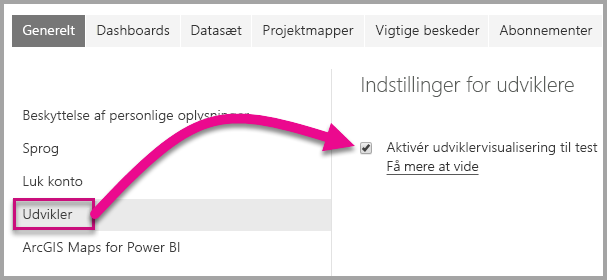 Generelt Dashboards Datasæt Projektmapper Vigtige beskeder Abonnementer
Indstillinger for udviklere
Beskyttelse af personlige oplysninger
Sprog
Luk konto
Udvikler
ArcGIS Maps for Power BI
Aktivér udviklervisualisering til test
Få mere at vide